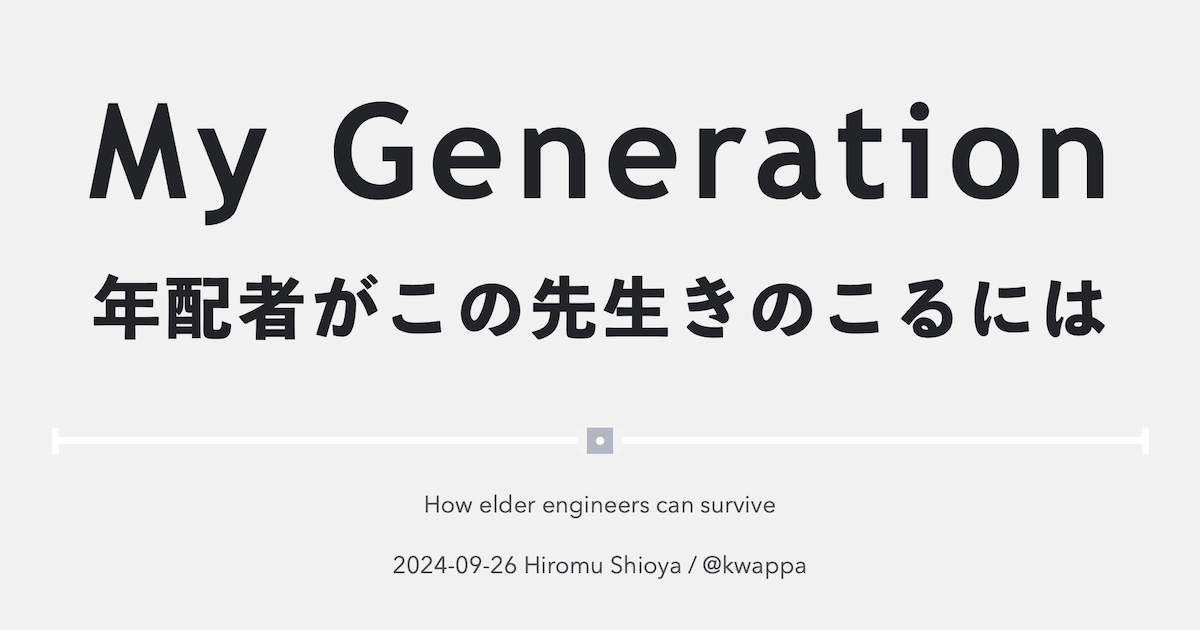 My Generation
年配者がこの先生きのこるには
How elder engineers can survive
2024-09-26 Hiromu Shioya / @kwappa